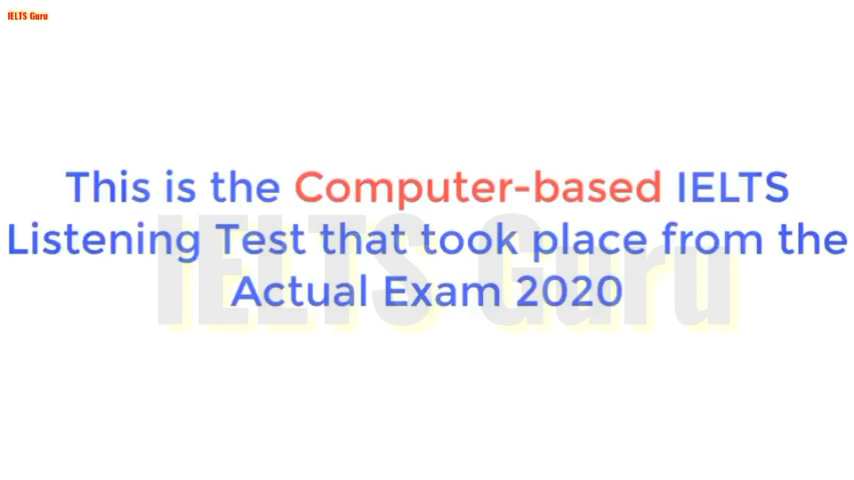 IELTS Guru
This is the Computer-based IELTS
Listening Test that took place from the
Actual Exam 2020
IELTS Guru